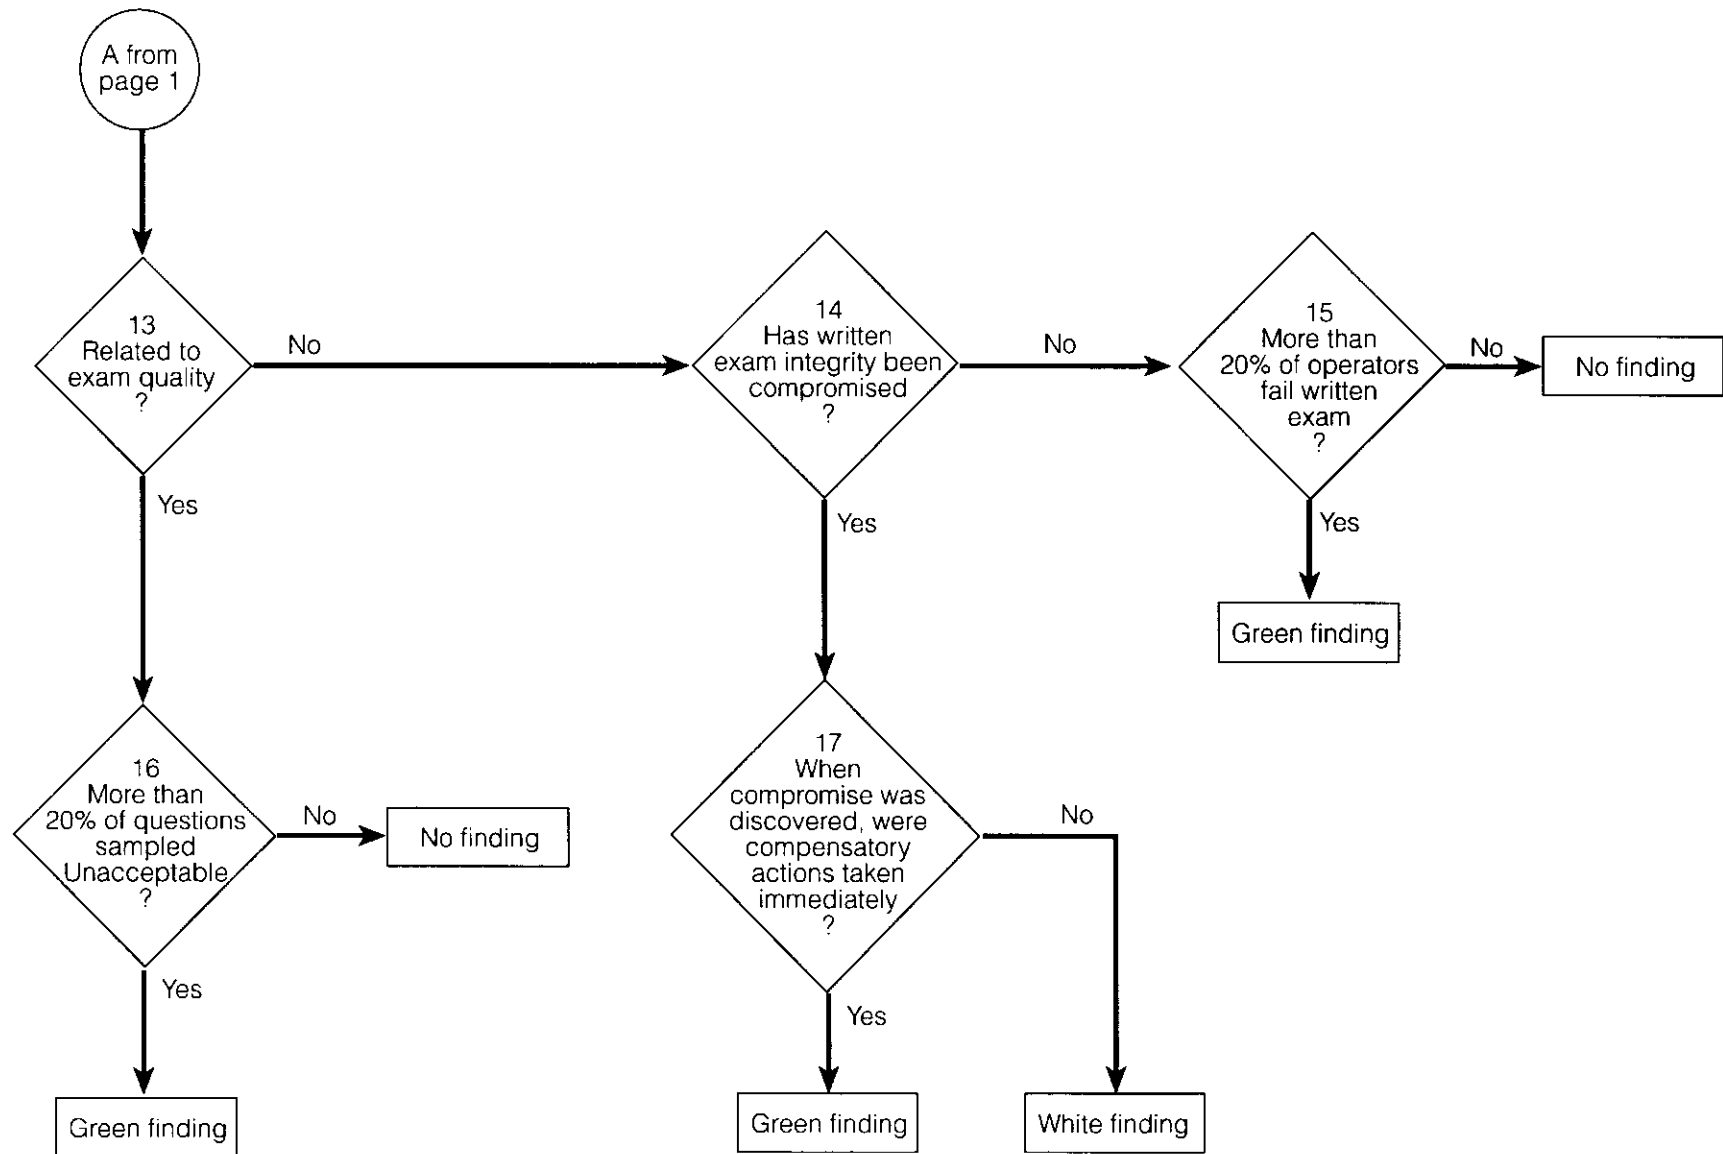 A from
page 1
13
Related to
exam quality
?
No
Yes
14
Has written
exam integrity been
compromised
?
No
Yes
15
More than
20% of operators
fail written
exam
?
No
No finding
Yes
Green finding
16
More than
20% of questions
sampled
Unacceptable
?
No
No finding
Yes
Green finding
17
When
compromise was
discovered, were
compensatory
actions taken
immediately
?
No
Yes
Green finding
White finding